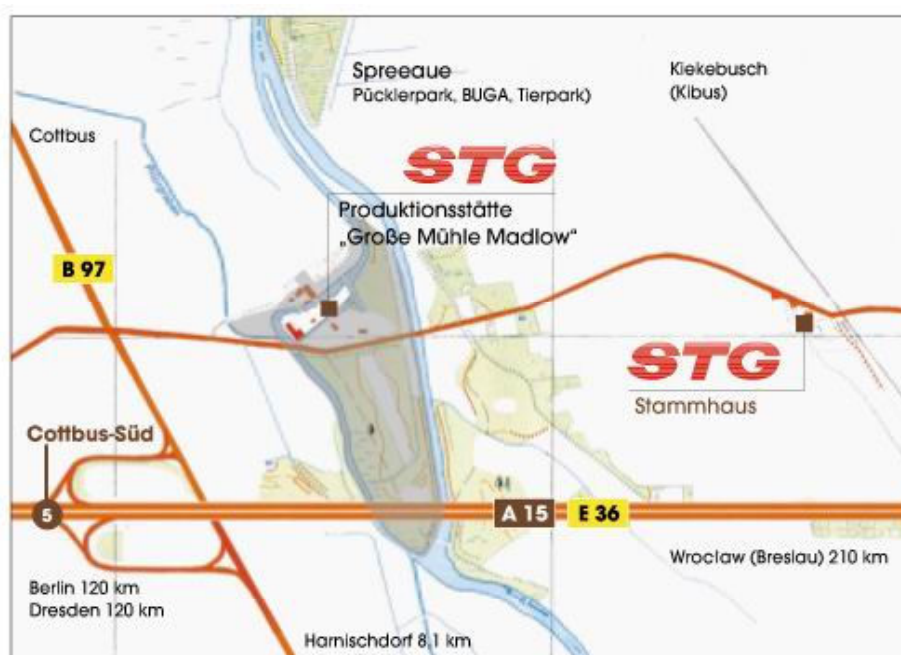 Spreeaue
Pücklerpark, BUGA, Tierpark)
Kiekebusch
(Kibus)
Cottbus
STG
Produktionsstätte
„Große Mühle Madlow“
B 97
STG
Stammhaus
Cottbus-Süd
5
A 15
E 36
Wroclaw (Breslau) 210 km
Berlin 120 km
Dresden 120 km
Harnischdorf 8,1 km